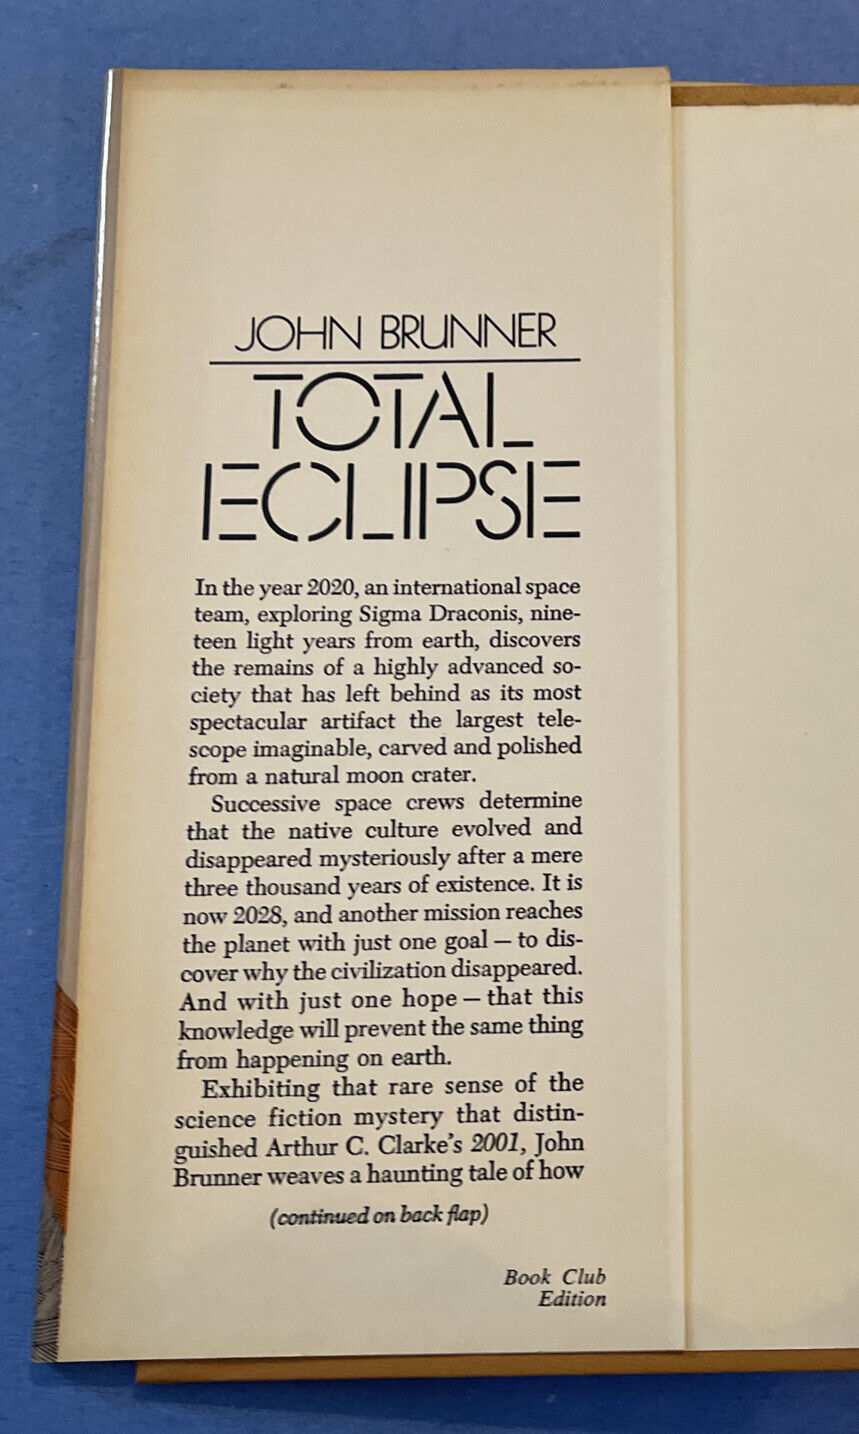 JOHN BRUNNER
TOTAL
ECLIPSE
In the year 2020, an international space
team, exploring Sigma Draconis, nine-
teen light years from earth, discovers
the remains of a highly advanced so-
ciety that has left behind as its most
spectacular artifact the largest tele-
scope imaginable, carved and polished
from a natural moon crater.
Successive space crews determine
that the native culture evolved and
disappeared mysteriously after a mere
three thousand years of existence. It is
now 2028, and another mission reaches
the planet with just one goal — to dis-
cover why the civilization disappeared.
And with just one hope — that this
knowledge will prevent the same thing
from happening on earth.
Exhibiting that rare sense of the
science fiction mystery that distin-
guished Arthur C. Clarke's 2001, John
Brunner weaves a haunting tale of how
(continued on back flap)
Book Club
Edition